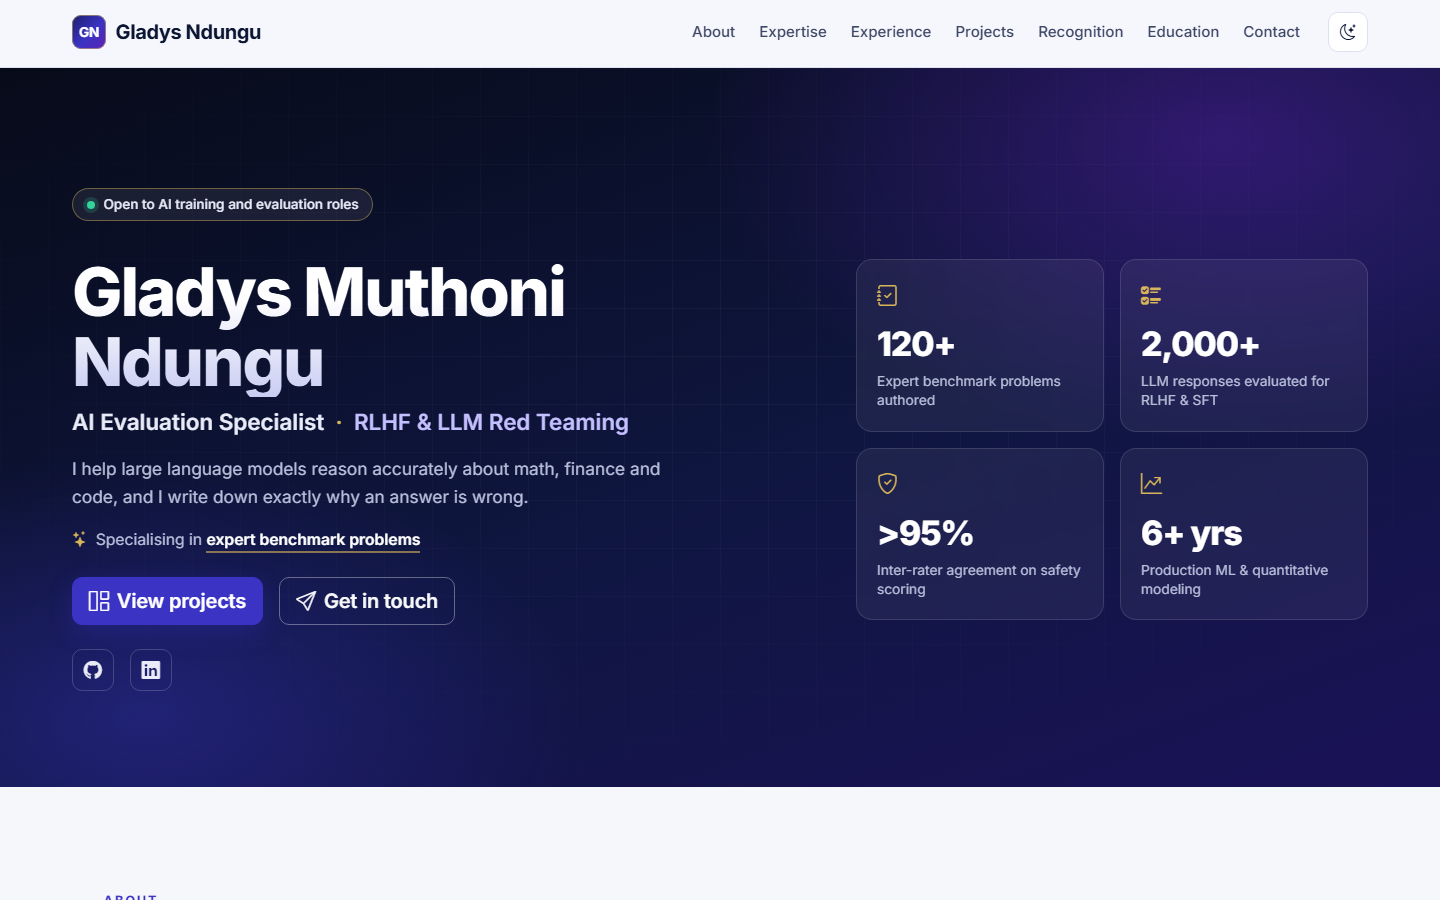 GN Gladys Ndungu
About Expertise Experience Projects Recognition Education Contact
Open to AI training and evaluation roles
Gladys Muthoni
Ndungu
AI Evaluation Specialist · RLHF & LLM Red Teaming
I help large language models reason accurately about math, finance and
code, and I write down exactly why an answer is wrong.
Specialising in expert benchmark problems
View projects Get in touch
120+
Expert benchmark problems
authored
2,000+
LLM responses evaluated for
RLHF & SFT
>95%
Inter-rater agreement on safety
scoring
6+ yrs
Production ML & quantitative
modeling
ABOUT